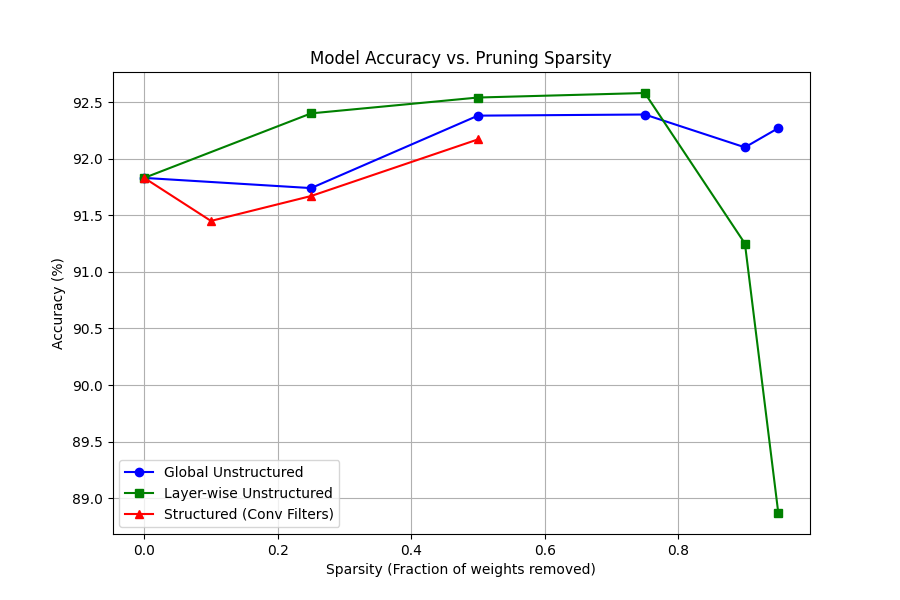 Model Accuracy vs. Pruning Sparsity
Accuracy (%)
92.5
92.0
91.5
91.0
90.5
90.0
89.5
89.0
Global Unstructured
Layer-wise Unstructured
Structured (Conv Filters)
0.0 0.2 0.4 0.6 0.8
Sparsity (Fraction of weights removed)